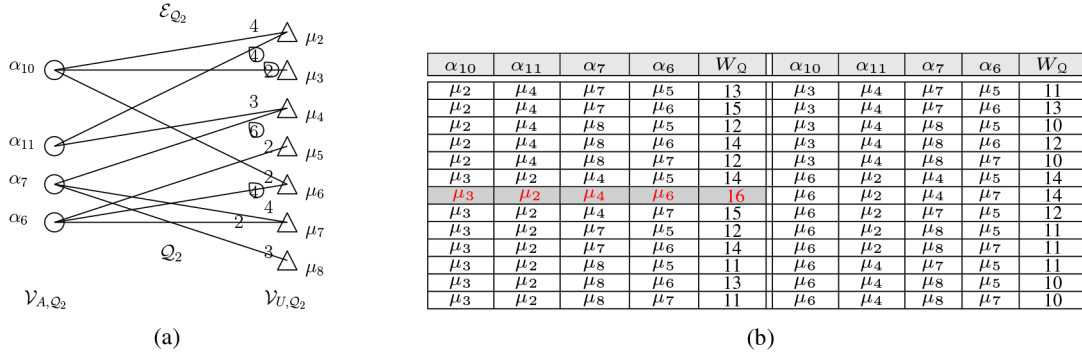 ℰ_𝒬₂
4 μ₂
4
α₁₀ 2 μ₃
3 μ₄
6
α₁₁ 2 μ₅
α₇ 2 μ₆
4
4
α₆ 2 μ₇
𝒬₂ 3 μ₈
𝒱_A,𝒬₂ 𝒱_U,𝒬₂
(a)
α₁₀ α₁₁ α₇ α₆ W_𝒬 α₁₀ α₁₁ α₇ α₆ W_𝒬
μ₂ μ₄ μ₇ μ₅ 13 μ₃ μ₄ μ₇ μ₅ 11
μ₂ μ₄ μ₇ μ₆ 15 μ₃ μ₄ μ₇ μ₆ 13
μ₂ μ₄ μ₈ μ₅ 12 μ₃ μ₄ μ₈ μ₅ 10
μ₂ μ₄ μ₈ μ₆ 14 μ₃ μ₄ μ₈ μ₆ 12
μ₂ μ₄ μ₈ μ₇ 12 μ₃ μ₄ μ₈ μ₇ 10
μ₃ μ₂ μ₄ μ₅ 14 μ₆ μ₂ μ₄ μ₅ 14
μ₃ μ₂ μ₄ μ₆ 16 μ₆ μ₂ μ₄ μ₇ 14
μ₃ μ₂ μ₄ μ₇ 15 μ₆ μ₂ μ₇ μ₅ 12
μ₃ μ₂ μ₇ μ₅ 12 μ₆ μ₂ μ₈ μ₅ 11
μ₃ μ₂ μ₇ μ₆ 14 μ₆ μ₂ μ₈ μ₇ 11
μ₃ μ₂ μ₈ μ₅ 11 μ₆ μ₄ μ₇ μ₅ 11
μ₃ μ₂ μ₈ μ₆ 13 μ₆ μ₄ μ₈ μ₅ 10
μ₃ μ₂ μ₈ μ₇ 11 μ₆ μ₄ μ₈ μ₇ 10
(b)